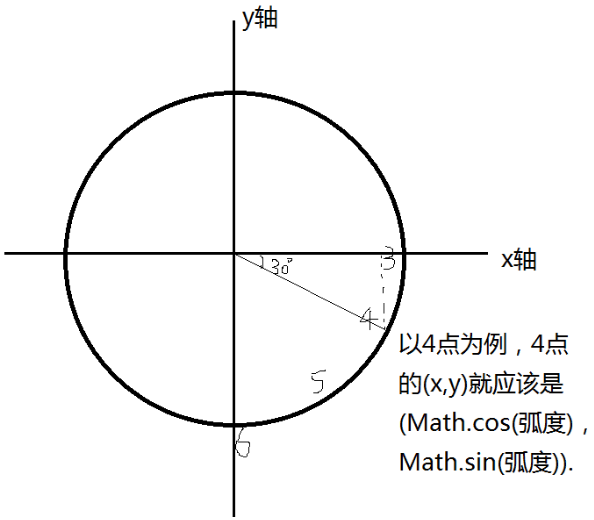 y轴
3
x轴
30°
4
以4点为例，4点
的(x,y)就应该是
(Math.cos(弧度)，
Math.sin(弧度)).
5
6